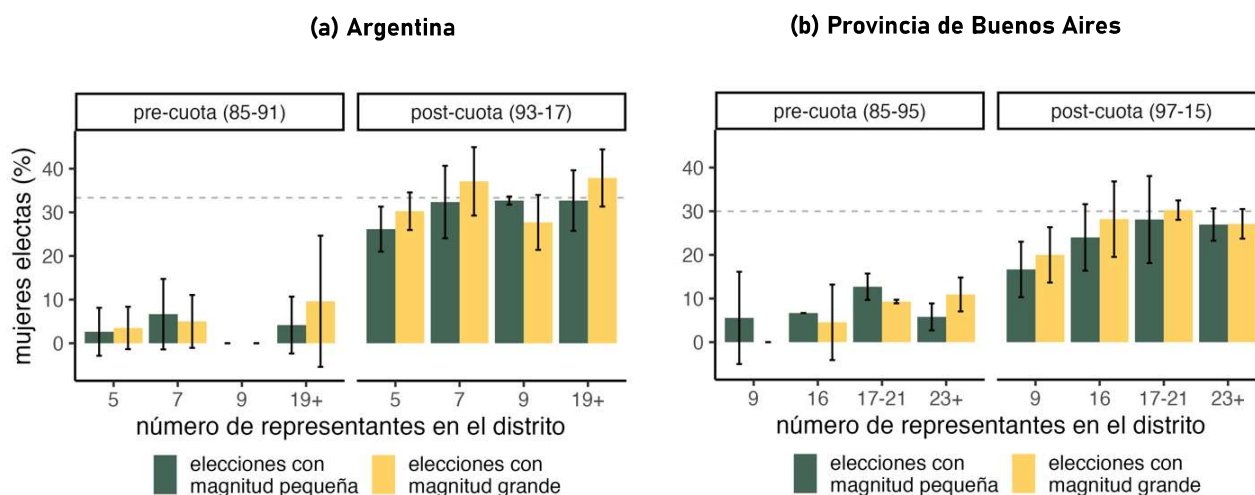 (a) Argentina
pre-cuota (85-91)
post-cuota (93-17)
mujeres electas (%)
40
30
20
10
0
5
7
9
19+
5
7
9
19+
número de representantes en el distrito
elecciones con
magnitud pequeña
elecciones con
magnitud grande
(b) Provincia de Buenos Aires
pre-cuota (85-95)
post-cuota (97-15)
40
30
20
10
0
9
16
17-21
23+
9
16
17-21
23+
número de representantes en el distrito
elecciones con
magnitud pequeña
elecciones con
magnitud grande